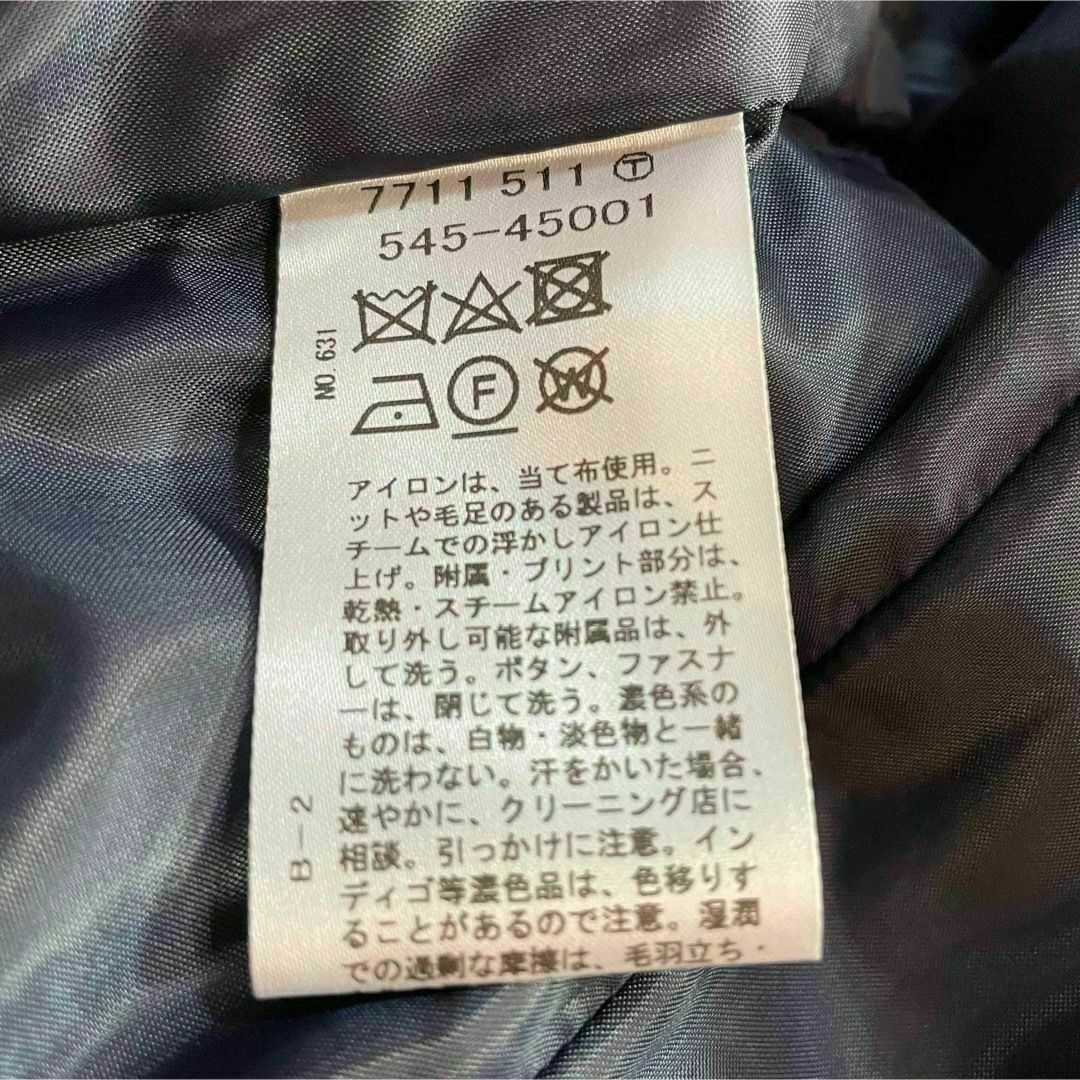 7711 511 Ⓣ
545-45001
NO. 631
F
W
アイロンは、当て布使用。ニ
ットや毛足のある製品は、ス
チームでの浮かしアイロン仕
上げ。附属・プリント部分は、
乾熱・スチームアイロン禁止。
取り外し可能な附属品は、外
して洗う。ボタン、ファスナ
ーは、閉じて洗う。濃色系の
ものは、白物・淡色物と一緒
に洗わない。汗をかいた場合、
速やかに、クリーニング店に
相談。引っかけに注意。イン
ディゴ等濃色品は、色移りす
ることがあるので注意。湿潤
での過剰な摩擦は、毛羽立ち・
B-2